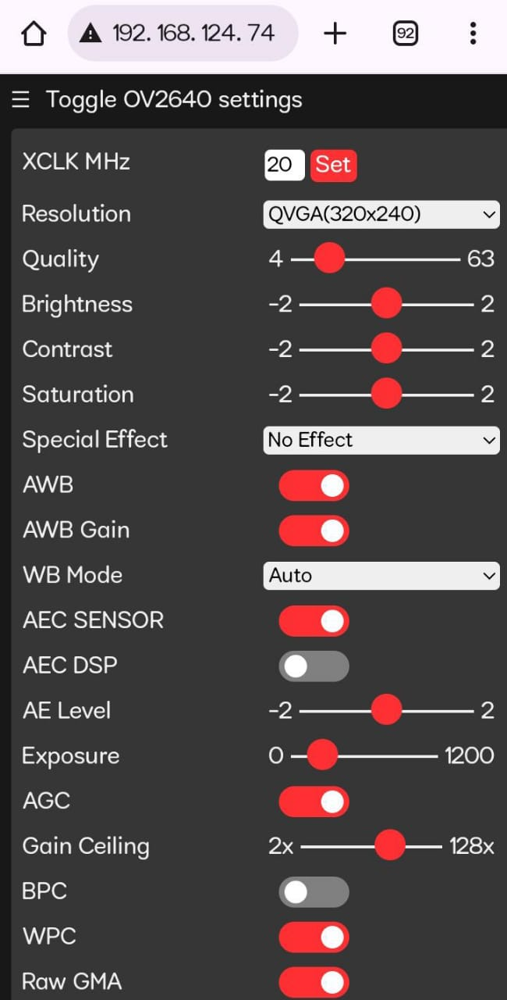 192.168.124.74
92
Toggle OV2640 settings
XCLK MHz 20 Set
Resolution QVGA(320x240)
Quality 4 63
Brightness -2 2
Contrast -2 2
Saturation -2 2
Special Effect No Effect
AWB
AWB Gain
WB Mode Auto
AEC SENSOR
AEC DSP
AE Level -2 2
Exposure 0 1200
AGC
Gain Ceiling 2x 128x
BPC
WPC
Raw GMA